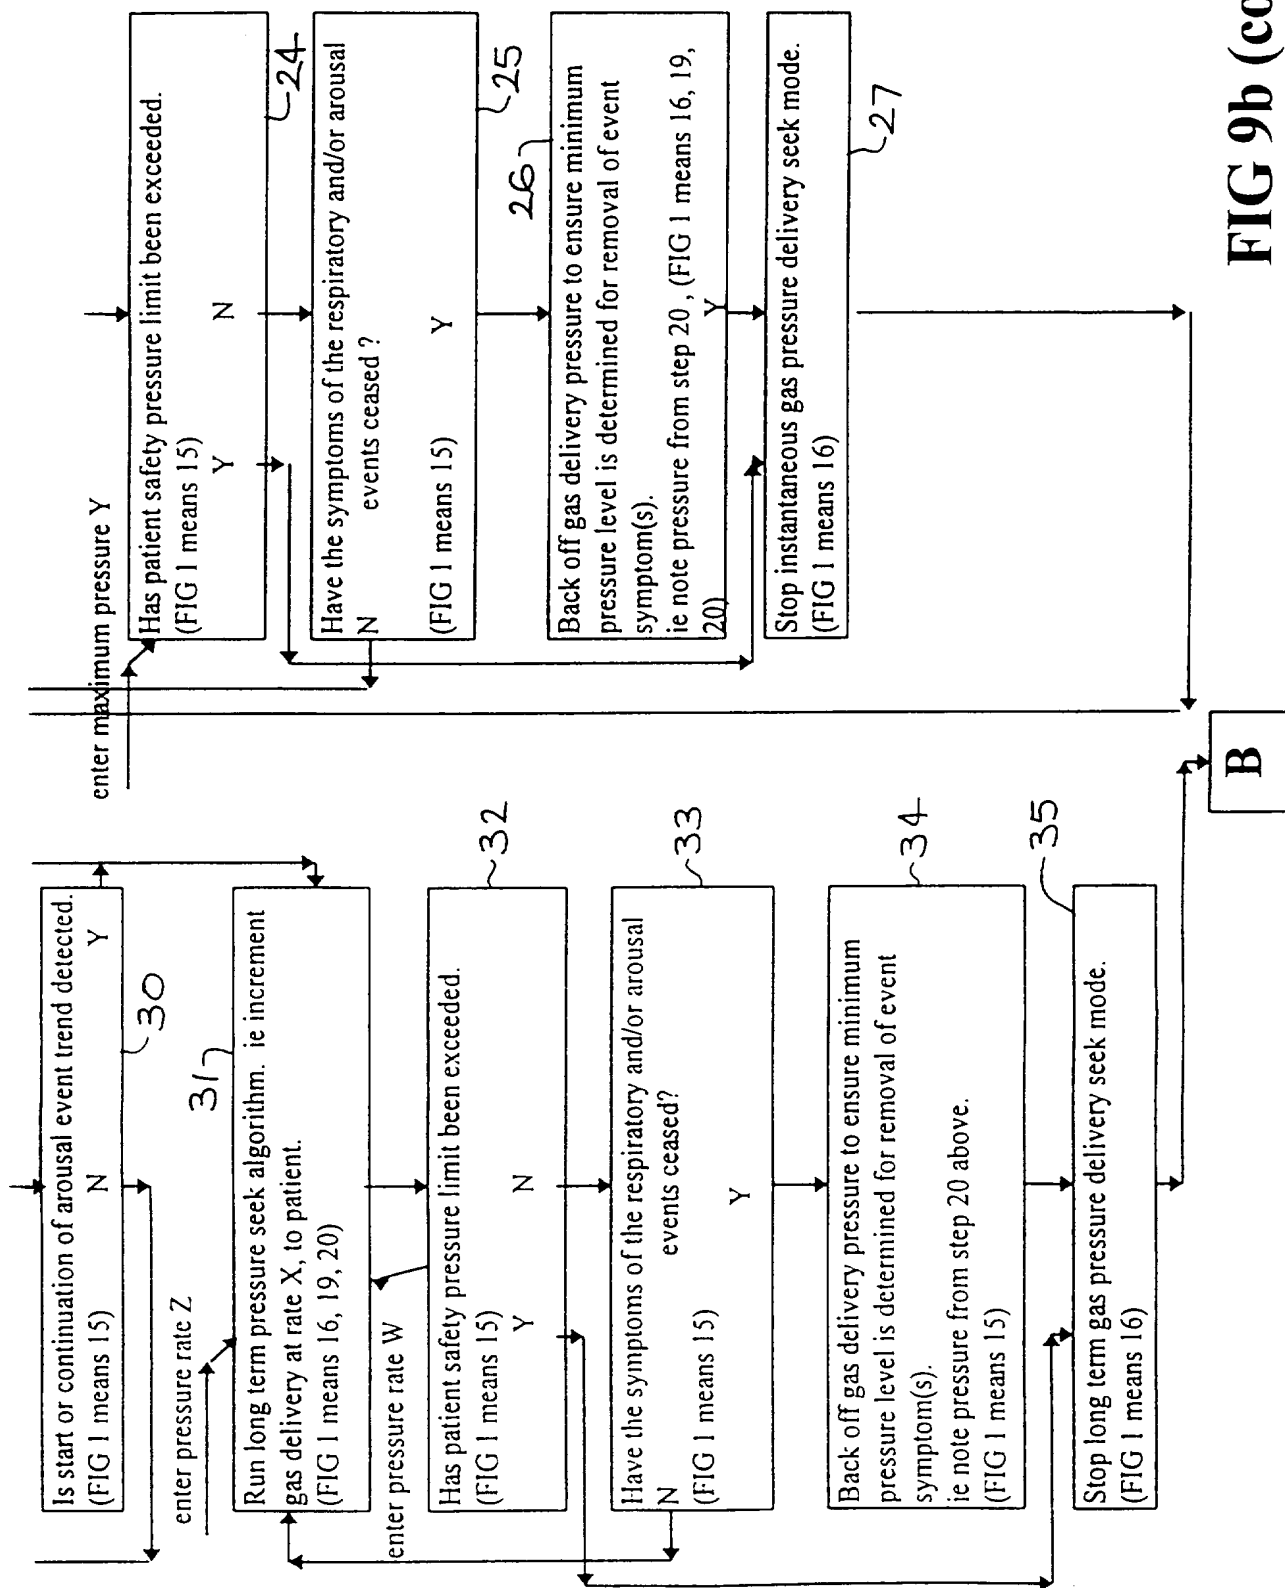 Is start or continuation of arousal event trend detected.
(FIG 1 means 15)
N
Y
30
enter pressure rate Z
31
Run long term pressure seek algorithm. ie increment
gas delivery at rate X, to patient.
(FIG 1 means 16, 19, 20)
enter pressure rate W
32
Has patient safety pressure limit been exceeded.
(FIG 1 means 15)
Y
N
33
Have the symptoms of the respiratory and/or arousal
N
events ceased?
(FIG 1 means 15)
Y
34
Back off gas delivery pressure to ensure minimum
pressure level is determined for removal of event
symptom(s).
ie note pressure from step 20 above.
(FIG 1 means 15)
35
Stop long term gas pressure delivery seek mode.
(FIG 1 means 16)
B
enter maximum pressure Y
Has patient safety pressure limit been exceeded.
(FIG 1 means 15)
Y
N
24
Have the symptoms of the respiratory and/or arousal
N
events ceased ?
(FIG 1 means 15)
Y
25
26
Back off gas delivery pressure to ensure minimum
pressure level is determined for removal of event
symptom(s).
ie note pressure from step 20 , (FIG 1 means 16, 19,
20)
Y
Stop instantaneous gas pressure delivery seek mode.
(FIG 1 means 16)
27
FIG 9b (co